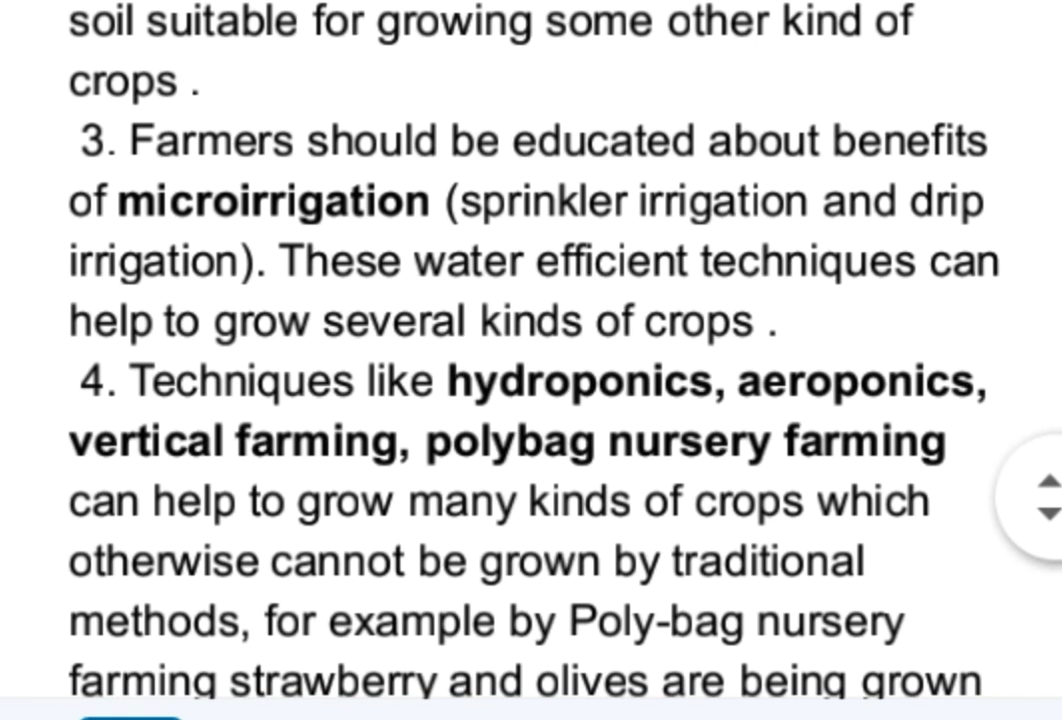 soil suitable for growing some other kind of
crops .
3. Farmers should be educated about benefits
of microirrigation (sprinkler irrigation and drip
irrigation). These water efficient techniques can
help to grow several kinds of crops .
4. Techniques like hydroponics, aeroponics,
vertical farming, polybag nursery farming
can help to grow many kinds of crops which
otherwise cannot be grown by traditional
methods, for example by Poly-bag nursery
farming strawberry and olives are being grown